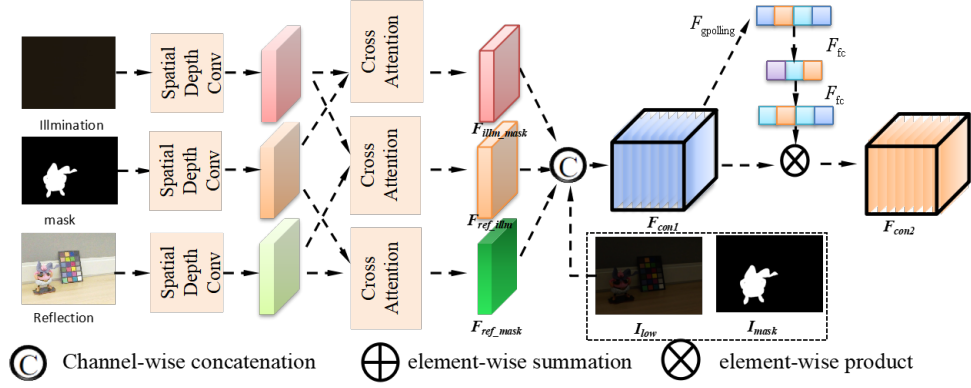 Illmination
Spatial
Depth
Conv
Cross
Attention
F_illm_mask
mask
Spatial
Depth
Conv
Cross
Attention
F_ref_illm
Reflection
Spatial
Depth
Conv
Cross
Attention
F_ref_mask
C
F_con1
F_gpolling
F_fc
F_fc
F_con2
I_low
I_mask
C Channel-wise concatenation
element-wise summation
element-wise product